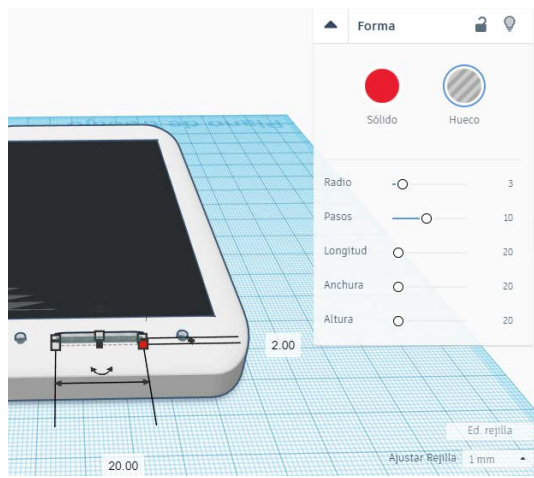 Forma
Sólido
Hueco
Radio 3
Pasos 10
Longitud 20
Anchura 20
Altura 20
2.00
20.00
Ed. rejilla
Ajustar Rejilla 1 mm